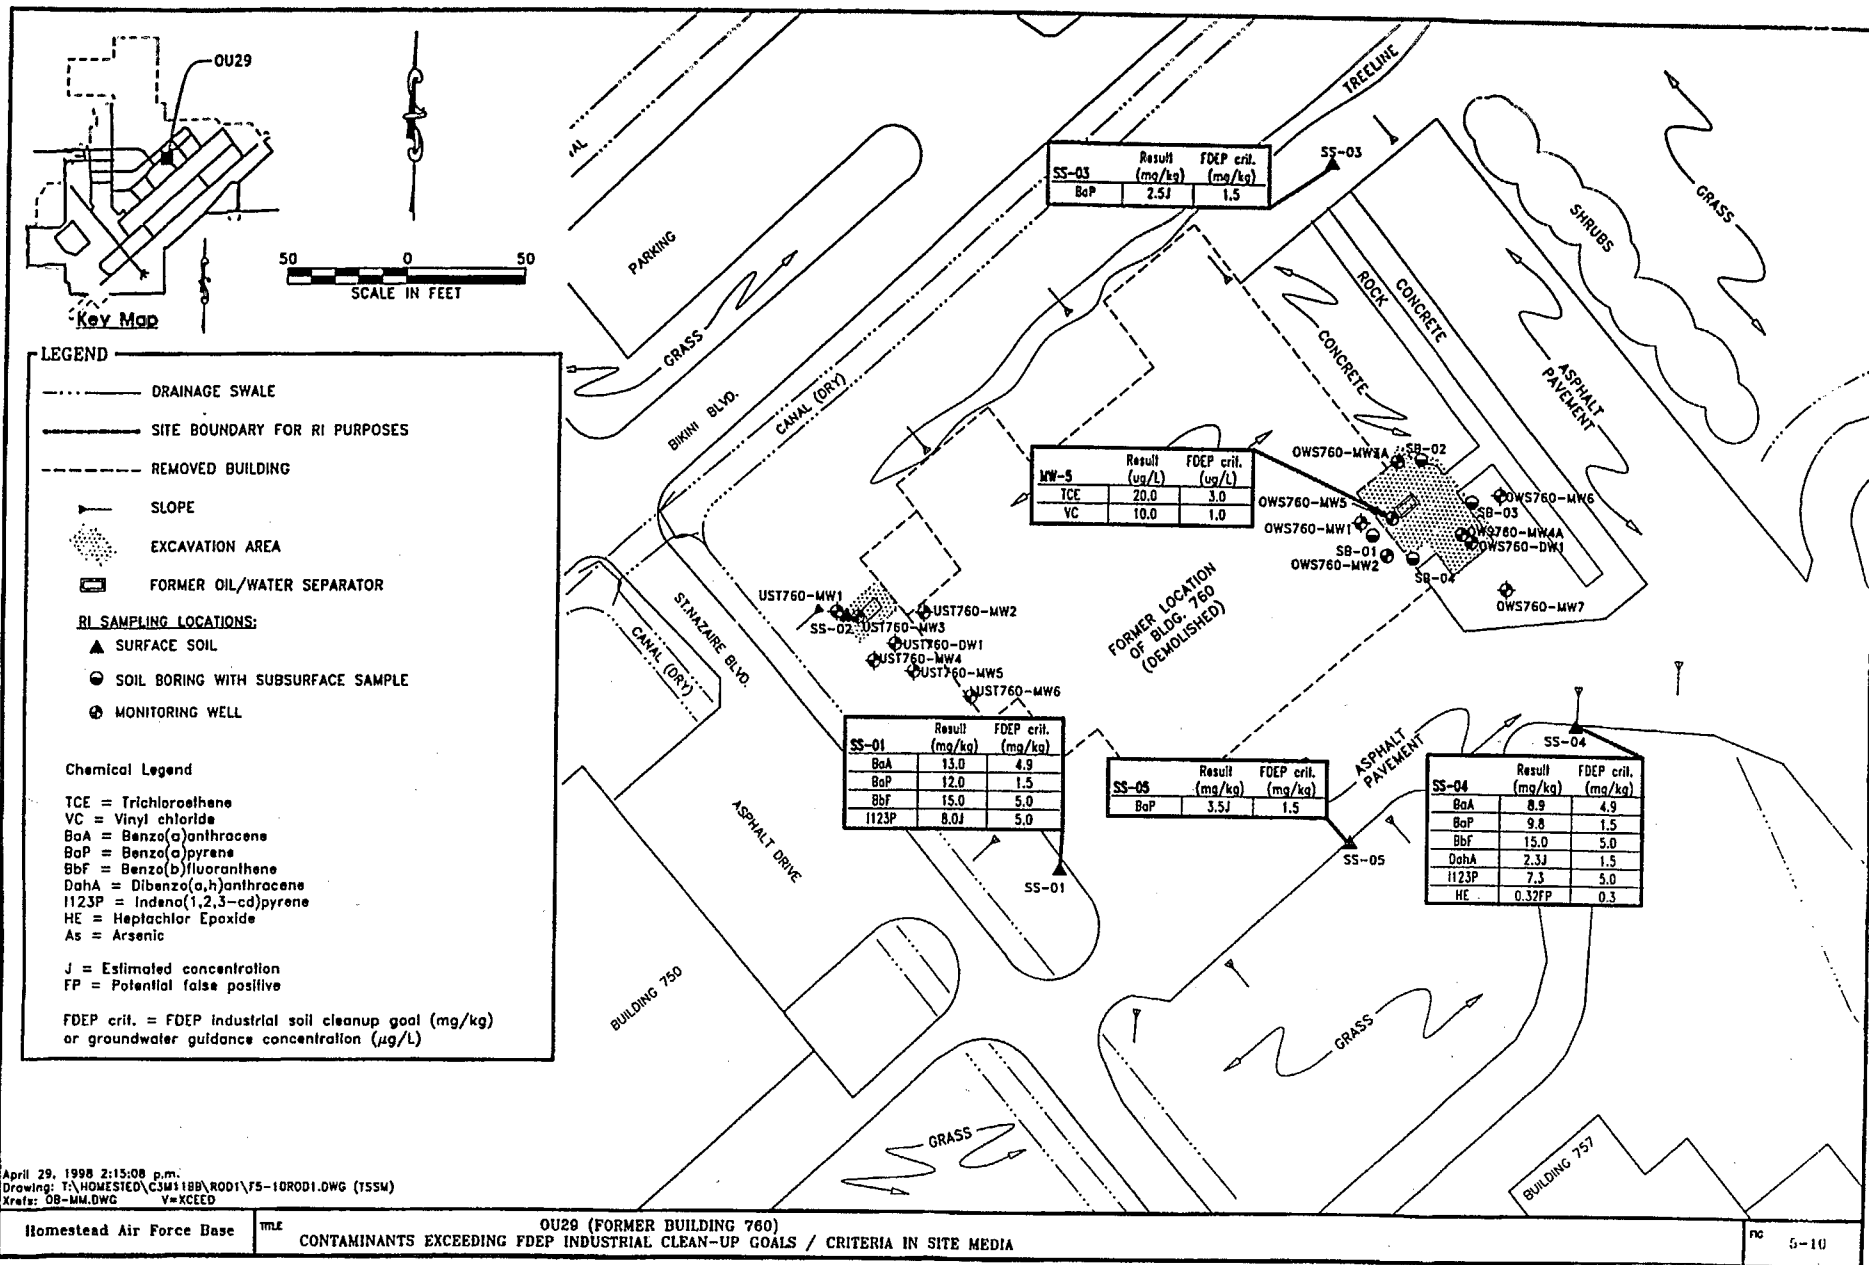 OU29
50 0 50
SCALE IN FEET
Key Map
LEGEND
DRAINAGE SWALE
SITE BOUNDARY FOR RI PURPOSES
REMOVED BUILDING
SLOPE
EXCAVATION AREA
FORMER OIL/WATER SEPARATOR
RI SAMPLING LOCATIONS:
SURFACE SOIL
SOIL BORING WITH SUBSURFACE SAMPLE
MONITORING WELL
Chemical Legend
TCE = Trichloroethene
VC = Vinyl chloride
BaA = Benzo(a)anthracene
BaP = Benzo(a)pyrene
BbF = Benzo(b)fluoranthene
DahA = Dibenzo(a,h)anthracene
I123P = Indeno(1,2,3-cd)pyrene
HE = Heptachlor Epoxide
As = Arsenic
J = Estimated concentration
FP = Potential false positive
FDEP crit. = FDEP industrial soil cleanup goal (mg/kg)
or groundwater guidance concentration (µg/L)
AL
PARKING
GRASS
BIKINI BLVD.
CANAL (DRY)
TREELINE
Result FDEP crit.
SS-03 (mg/kg) (mg/kg)
BaP 2.5J 1.5
SS-03
GRASS
SHRUBS
ROCK
CONCRETE
CONCRETE
ASPHALT
PAVEMENT
Result FDEP crit.
MW-5 (ug/L) (ug/L)
TCE 20.0 3.0
VC 10.0 1.0
SB-02
OWS760-MW5
OWS760-MW6
OWS760-MW1
SB-03
OWS760-MW4A
SB-01
OWS760-DW1
OWS760-MW2
SB-04
OWS760-MW7
FORMER LOCATION
OF BLDG. 760
(DEMOLISHED)
UST760-MW1
UST760-MW2
SS-02
UST760-MW3
UST760-DW1
UST760-MW4
UST760-MW5
UST760-MW6
ST.NAZAIRE BLVD.
CANAL (DRY)
Result FDEP crit.
SS-01 (mg/kg) (mg/kg)
BaA 13.0 4.9
BaP 12.0 1.5
BbF 15.0 5.0
I123P 8.0J 5.0
SS-01
ASPHALT DRIVE
Result FDEP crit.
SS-05 (mg/kg) (mg/kg)
BaP 3.5J 1.5
SS-05
ASPHALT
PAVEMENT
SS-04
Result FDEP crit.
SS-04 (mg/kg) (mg/kg)
BaA 8.9 4.9
BaP 9.8 1.5
BbF 15.0 5.0
DahA 2.3J 1.5
I123P 7.3 5.0
HE 0.32FP 0.3
BUILDING 750
GRASS
GRASS
BUILDING 757
April 29, 1998 2:15:08 p.m.
Drawing: T:\HOMESTED\C3M11BB\ROD1\F5-10ROD1.DWG (TSSM)
Xrefs: OB-MM.DWG V=XCEED
Homestead Air Force Base
TITLE
OU29 (FORMER BUILDING 760)
CONTAMINANTS EXCEEDING FDEP INDUSTRIAL CLEAN-UP GOALS / CRITERIA IN SITE MEDIA
FIG 5-10